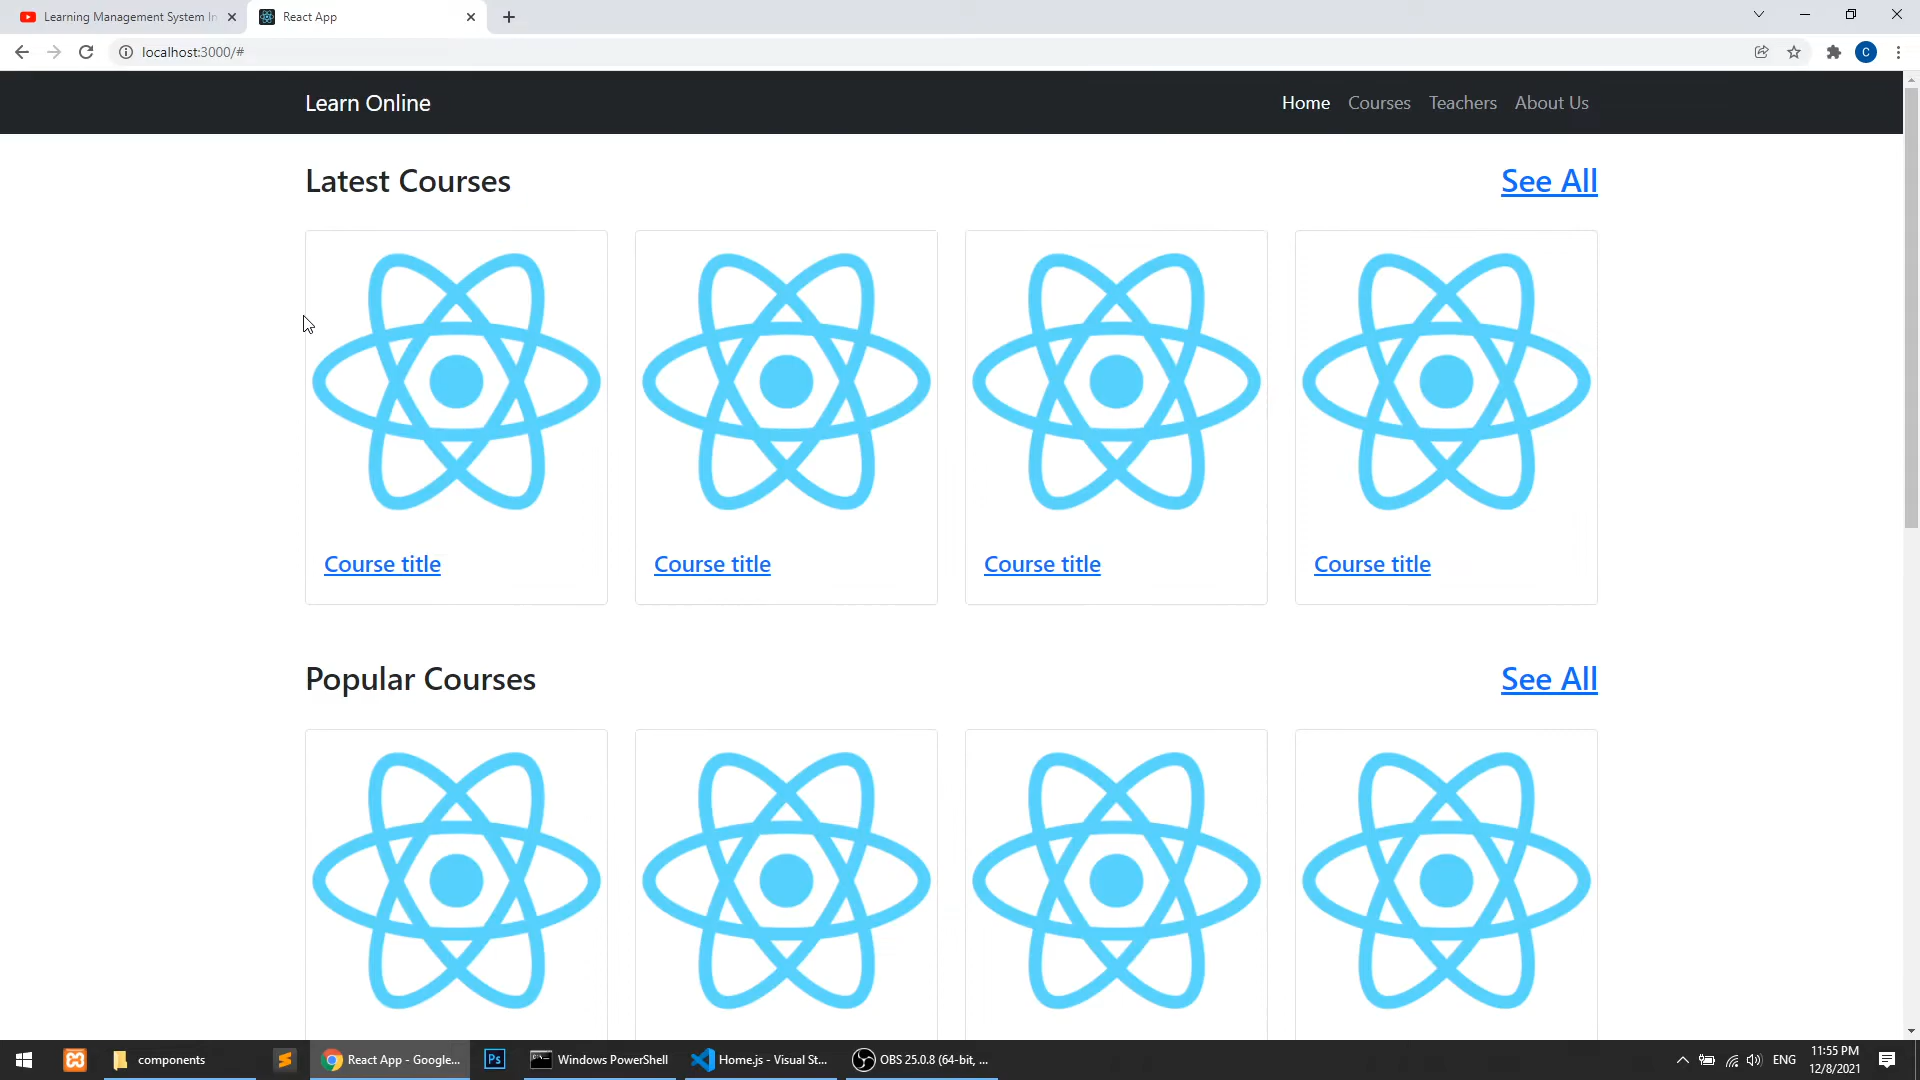 Learning Management System In
React App
localhost:3000/#
C
Learn Online
Home Courses Teachers About Us
Latest Courses
See All
Course title
Course title
Course title
Course title
Popular Courses
See All
components
React App - Google...
Ps
Windows PowerShell
Home.js - Visual St...
OBS 25.0.8 (64-bit, ...
ENG
11:55 PM
12/8/2021